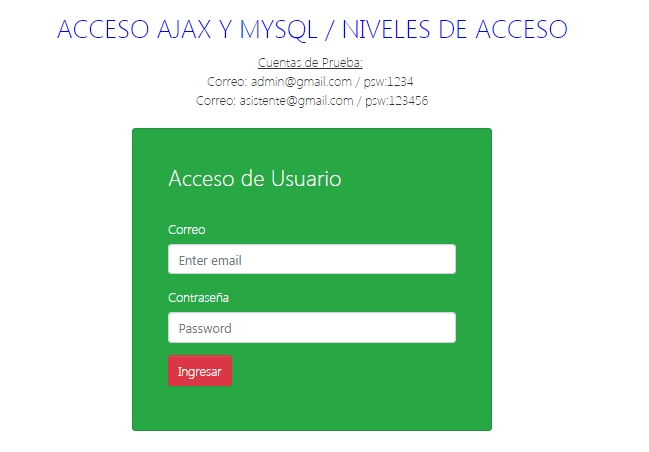 ACCESO AJAX Y MYSQL / NIVELES DE ACCESO
Cuentas de Prueba:
Correo: admin@gmail.com / psw:1234
Correo: asistente@gmail.com / psw:123456
Acceso de Usuario
Correo
Enter email
Contraseña
Password
Ingresar